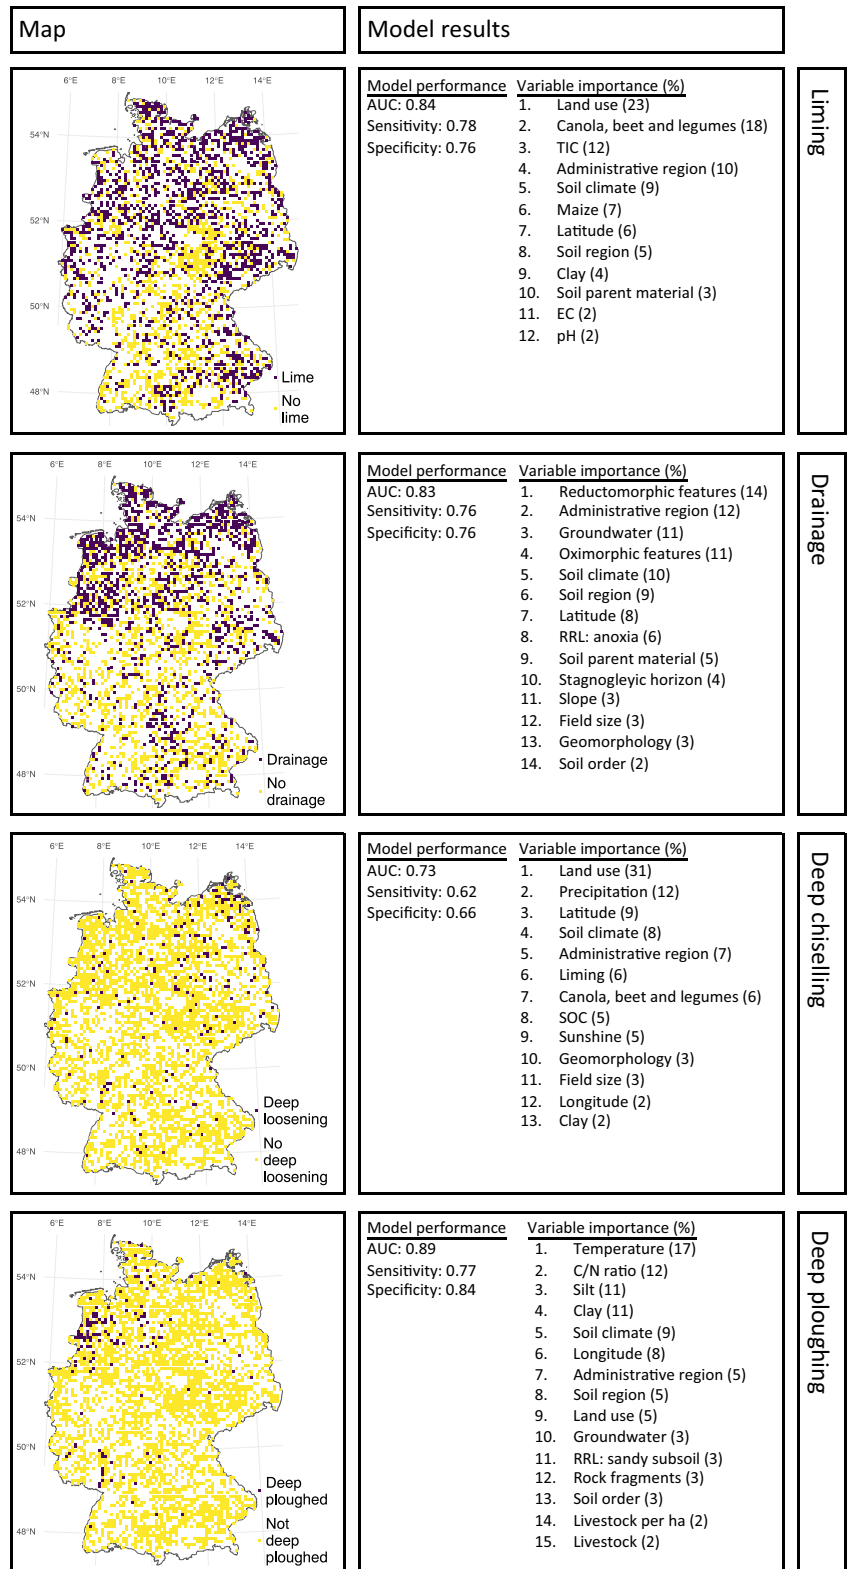 Map
Model results
6°E 8°E 10°E 12°E 14°E
54°N
52°N
50°N
48°N
Lime
No
lime
Model performance
AUC: 0.84
Sensitivity: 0.78
Specificity: 0.76
Variable importance (%)
1. Land use (23)
2. Canola, beet and legumes (18)
3. TIC (12)
4. Administrative region (10)
5. Soil climate (9)
6. Maize (7)
7. Latitude (6)
8. Soil region (5)
9. Clay (4)
10. Soil parent material (3)
11. EC (2)
12. pH (2)
Liming
6°E 8°E 10°E 12°E 14°E
54°N
52°N
50°N
48°N
Drainage
No
drainage
Model performance
AUC: 0.83
Sensitivity: 0.76
Specificity: 0.76
Variable importance (%)
1. Reductomorphic features (14)
2. Administrative region (12)
3. Groundwater (11)
4. Oximorphic features (11)
5. Soil climate (10)
6. Soil region (9)
7. Latitude (8)
8. RRL: anoxia (6)
9. Soil parent material (5)
10. Stagnogleyic horizon (4)
11. Slope (3)
12. Field size (3)
13. Geomorphology (3)
14. Soil order (2)
Drainage
6°E 8°E 10°E 12°E 14°E
54°N
52°N
50°N
48°N
Deep
loosening
No
deep
loosening
Model performance
AUC: 0.73
Sensitivity: 0.62
Specificity: 0.66
Variable importance (%)
1. Land use (31)
2. Precipitation (12)
3. Latitude (9)
4. Soil climate (8)
5. Administrative region (7)
6. Liming (6)
7. Canola, beet and legumes (6)
8. SOC (5)
9. Sunshine (5)
10. Geomorphology (3)
11. Field size (3)
12. Longitude (2)
13. Clay (2)
Deep chiselling
6°E 8°E 10°E 12°E 14°E
54°N
52°N
50°N
48°N
Deep
ploughed
Not
deep
ploughed
Model performance
AUC: 0.89
Sensitivity: 0.77
Specificity: 0.84
Variable importance (%)
1. Temperature (17)
2. C/N ratio (12)
3. Silt (11)
4. Clay (11)
5. Soil climate (9)
6. Longitude (8)
7. Administrative region (5)
8. Soil region (5)
9. Land use (5)
10. Groundwater (3)
11. RRL: sandy subsoil (3)
12. Rock fragments (3)
13. Soil order (3)
14. Livestock per ha (2)
15. Livestock (2)
Deep ploughing